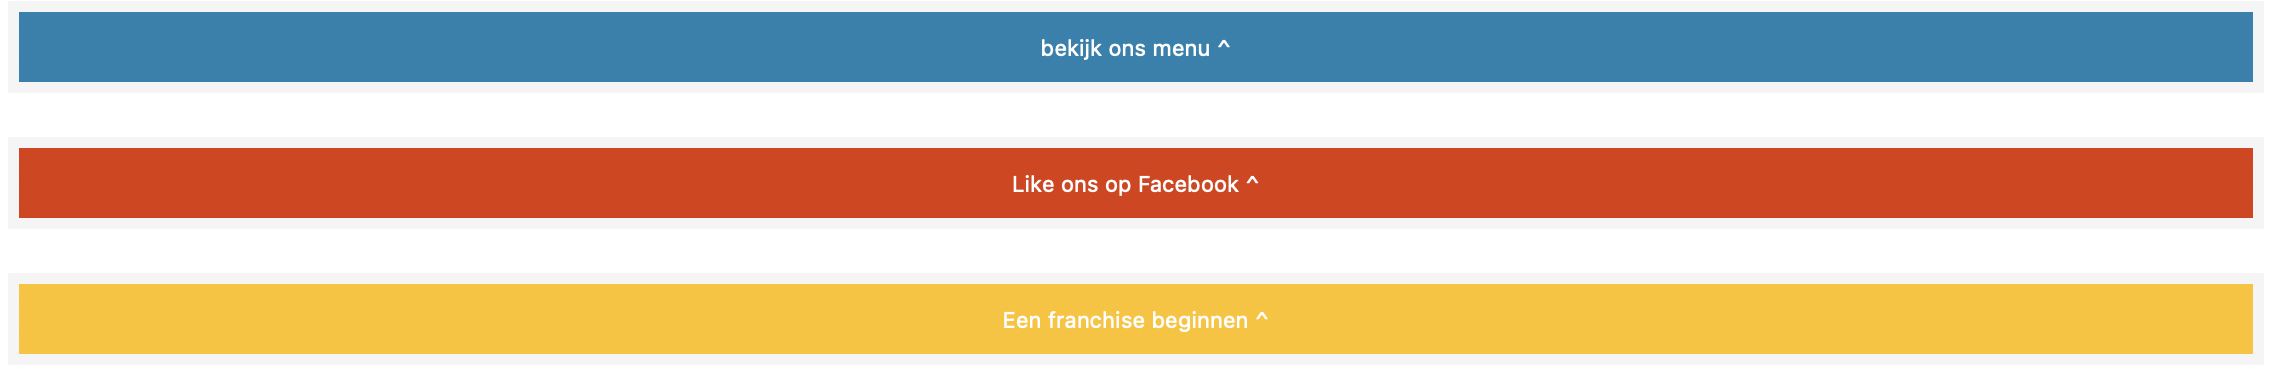 bekijk ons menu ^
Like ons op Facebook ^
Een franchise beginnen ^